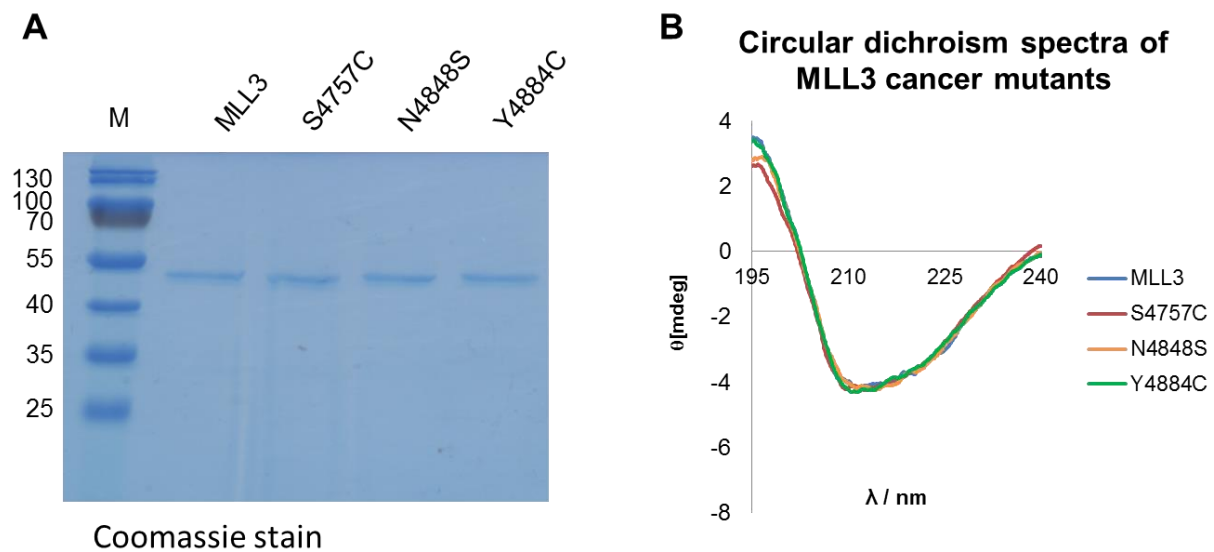 A
M
MLL3
S4757C
N4848S
Y4884C
130
100
70
55
40
35
25
Coomassie stain
B
Circular dichroism spectra of
MLL3 cancer mutants
4
2
0
-2
-4
-6
-8
195
210
225
240
θ[mdeg]
λ / nm
MLL3
S4757C
N4848S
Y4884C